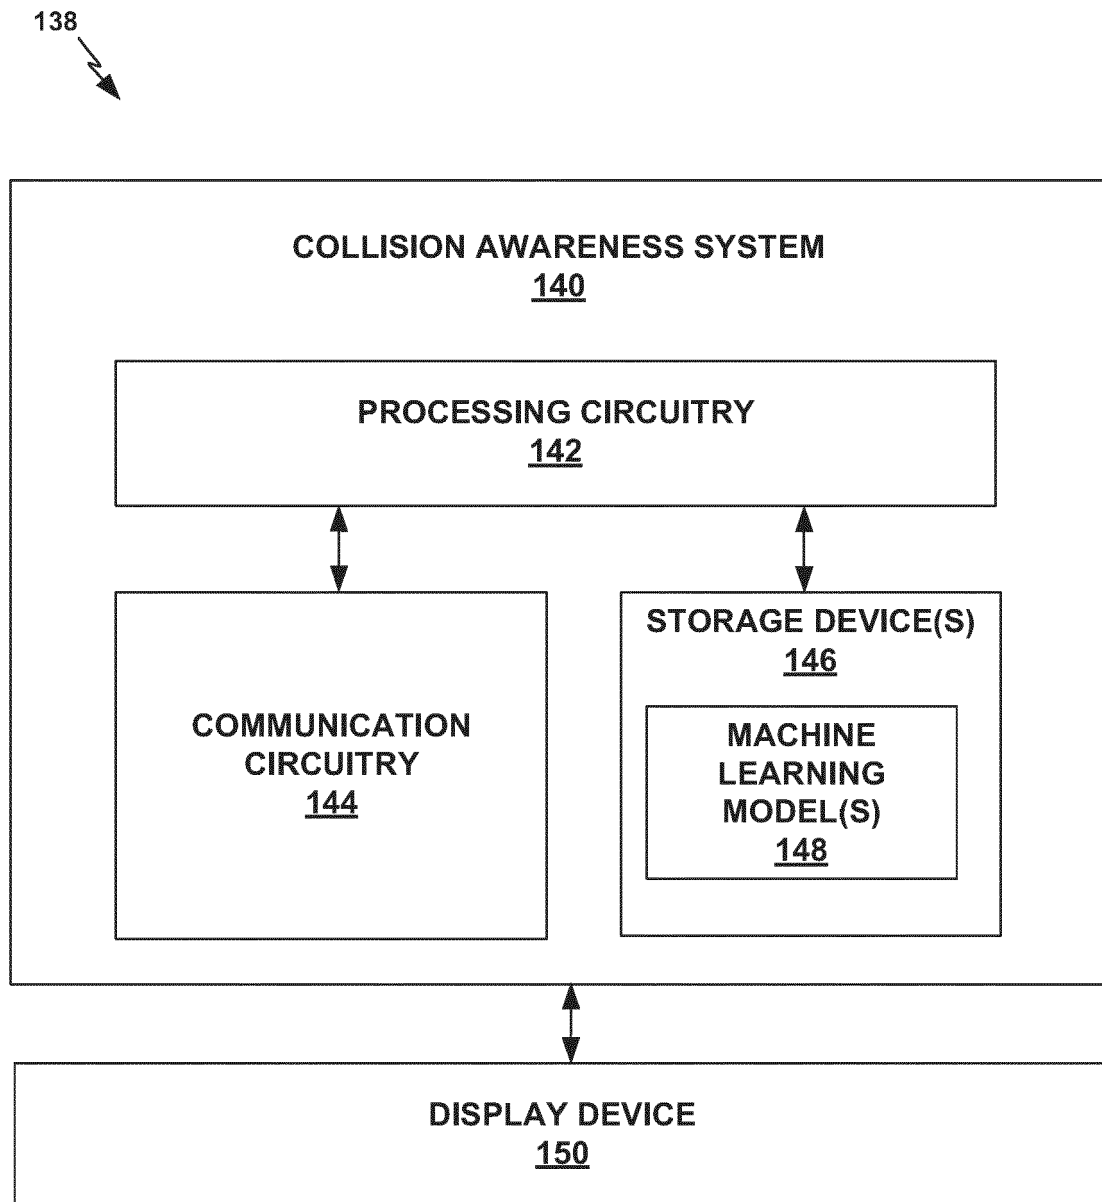 138
COLLISION AWARENESS SYSTEM
140
PROCESSING CIRCUITRY
142
COMMUNICATION
CIRCUITRY
144
STORAGE DEVICE(S)
146
MACHINE
LEARNING
MODEL(S)
148
DISPLAY DEVICE
150